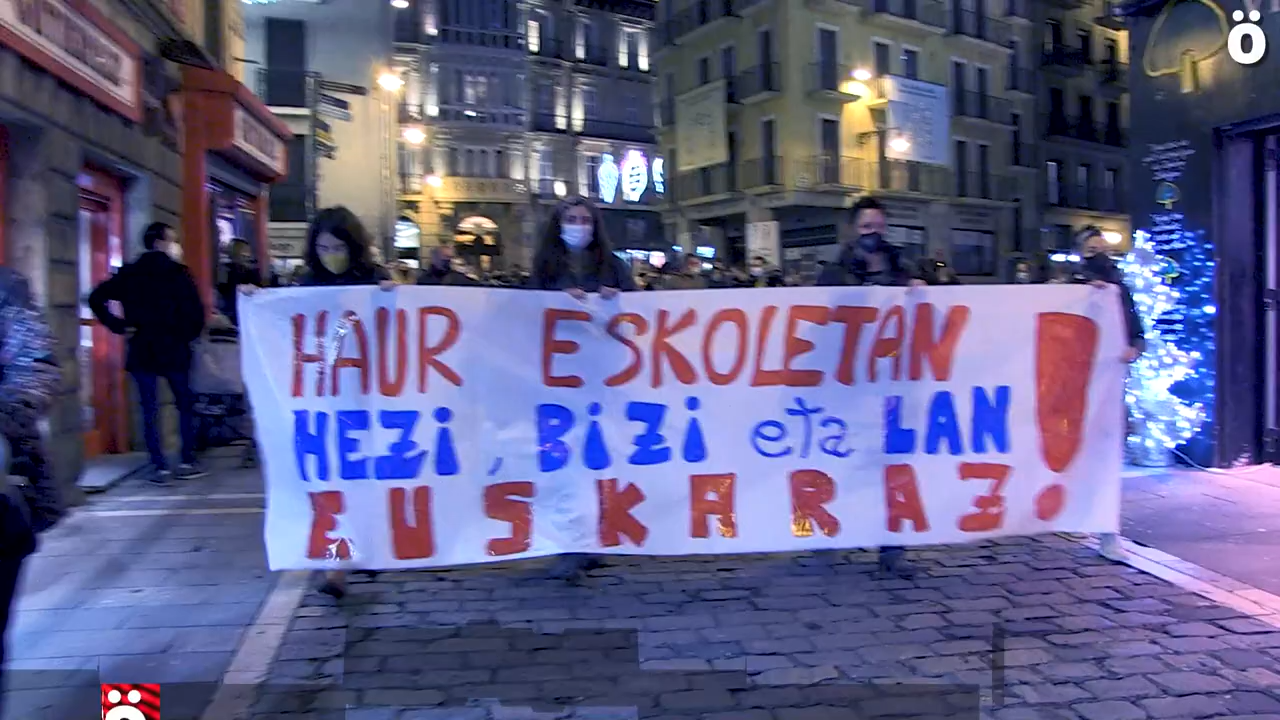 HAUR ESKOLETAN
HEZi, BiZi eta LAN !
EUSKARAZ
ö
ö